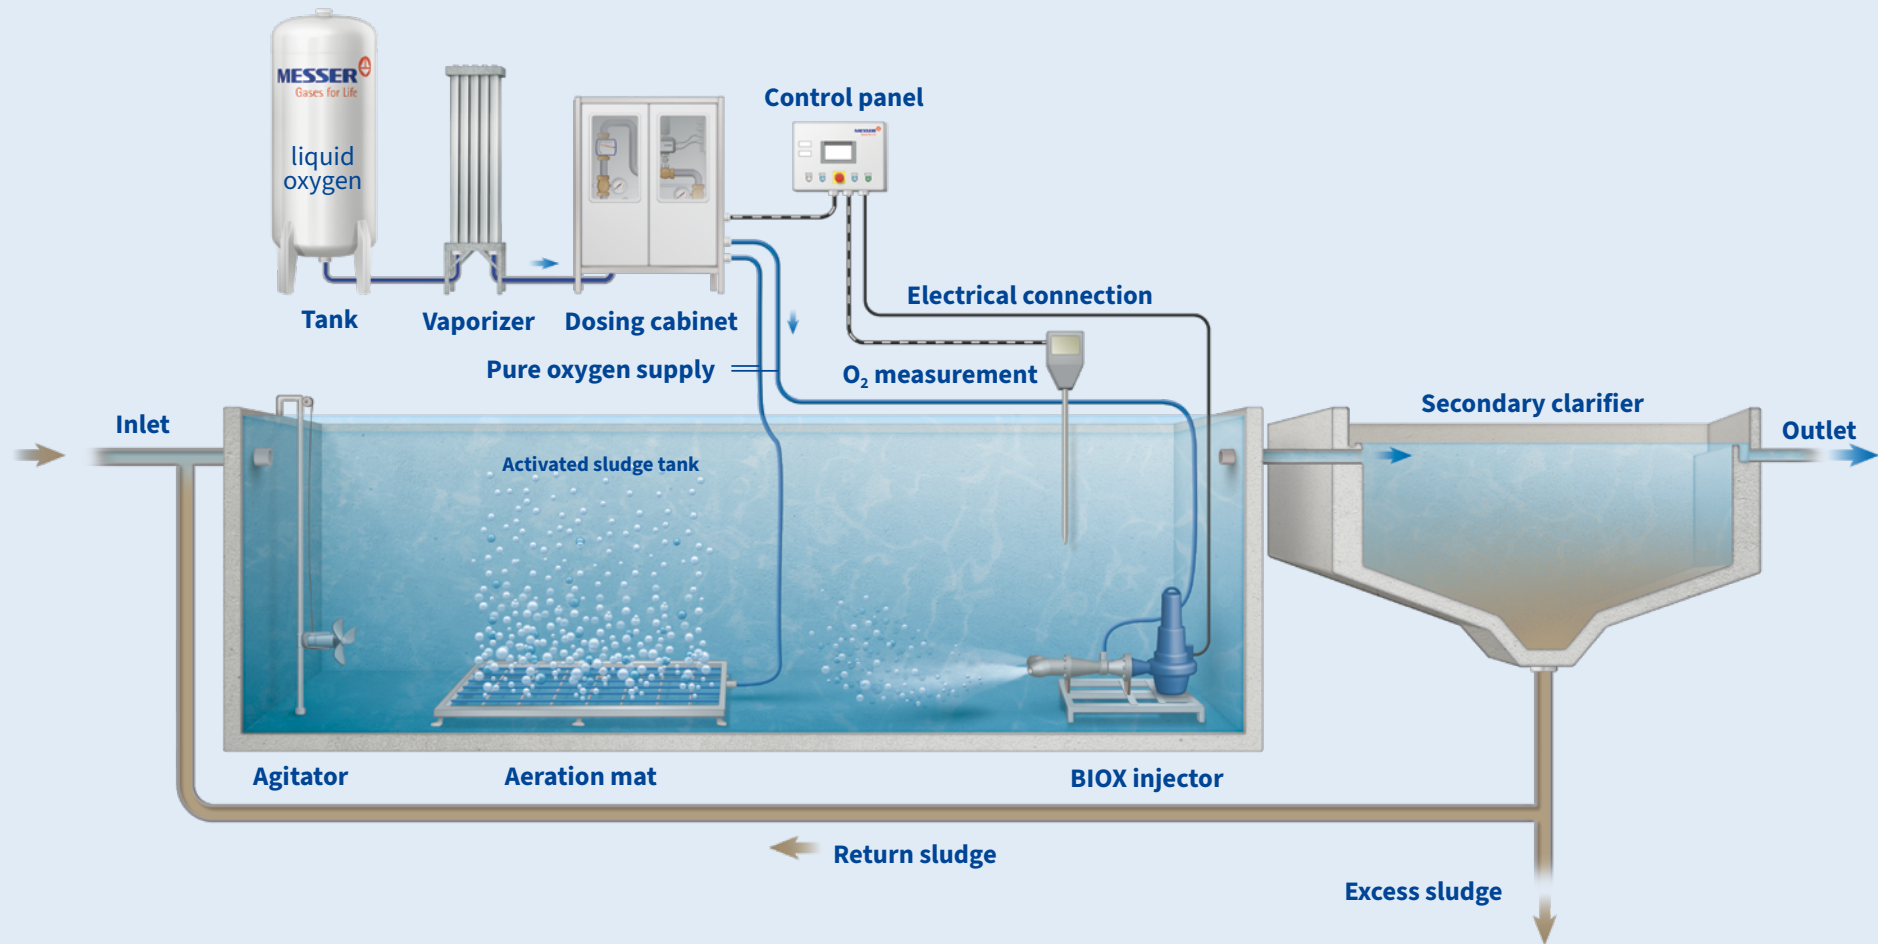 MESSER
Gases for Life
liquid
oxygen
Control panel
MESSER
Tank
Vaporizer
Dosing cabinet
Electrical connection
Pure oxygen supply
O₂ measurement
Inlet
Activated sludge tank
Secondary clarifier
Outlet
Agitator
Aeration mat
BIOX injector
Return sludge
Excess sludge